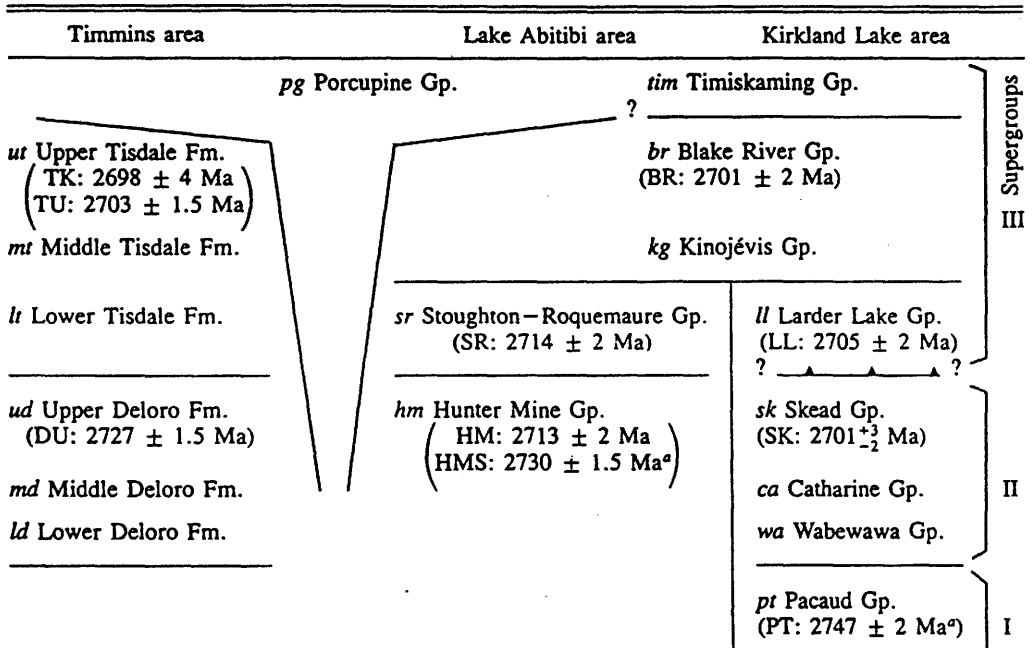 Timmins area Lake Abitibi area Kirkland Lake area
pg Porcupine Gp. tim Timiskaming Gp.
?
ut Upper Tisdale Fm. br Blake River Gp.
(TK: 2698 ± 4 Ma (BR: 2701 ± 2 Ma)
TU: 2703 ± 1.5 Ma)
Supergroups
III
mt Middle Tisdale Fm. kg Kinojévis Gp.
lt Lower Tisdale Fm. sr Stoughton–Roquemaure Gp. ll Larder Lake Gp.
(SR: 2714 ± 2 Ma) (LL: 2705 ± 2 Ma)
? ?
ud Upper Deloro Fm. hm Hunter Mine Gp. sk Skead Gp.
(DU: 2727 ± 1.5 Ma) (HM: 2713 ± 2 Ma (SK: 2701 +3 −2 Ma)
HMS: 2730 ± 1.5 Maᵃ)
md Middle Deloro Fm. ca Catharine Gp. II
ld Lower Deloro Fm. wa Wabewawa Gp.
pt Pacaud Gp.
(PT: 2747 ± 2 Maᵃ) I